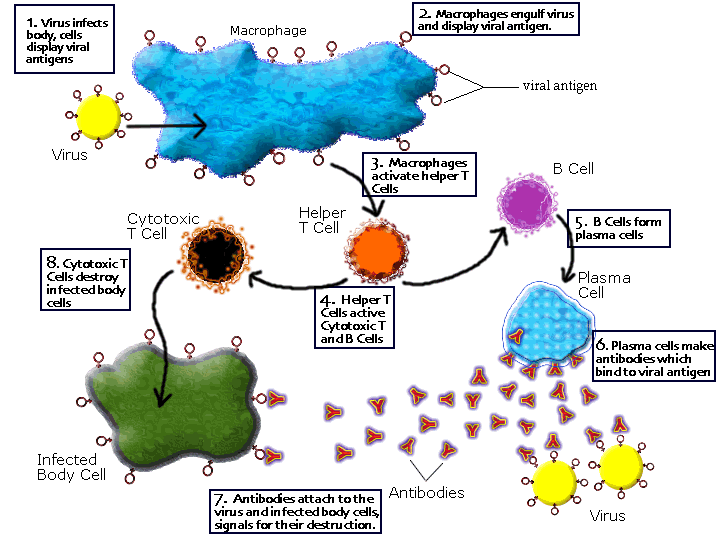 1. Virus infects
body, cells
display viral
antigens
Macrophage
2. Macrophages engulf virus
and display viral antigen.
viral antigen
Virus
3. Macrophages
activate helper T
Cells
B Cell
Cytotoxic
T Cell
Helper
T Cell
5. B Cells form
plasma cells
8. Cytotoxic T
Cells destroy
infected body
cells
4. Helper T
Cells active
Cytotoxic T
and B Cells
Plasma
Cell
6. Plasma cells make
antibodies which
bind to viral antigen
Infected
Body Cell
7. Antibodies attach to the
virus and infected body cells,
signals for their destruction.
Antibodies
Virus